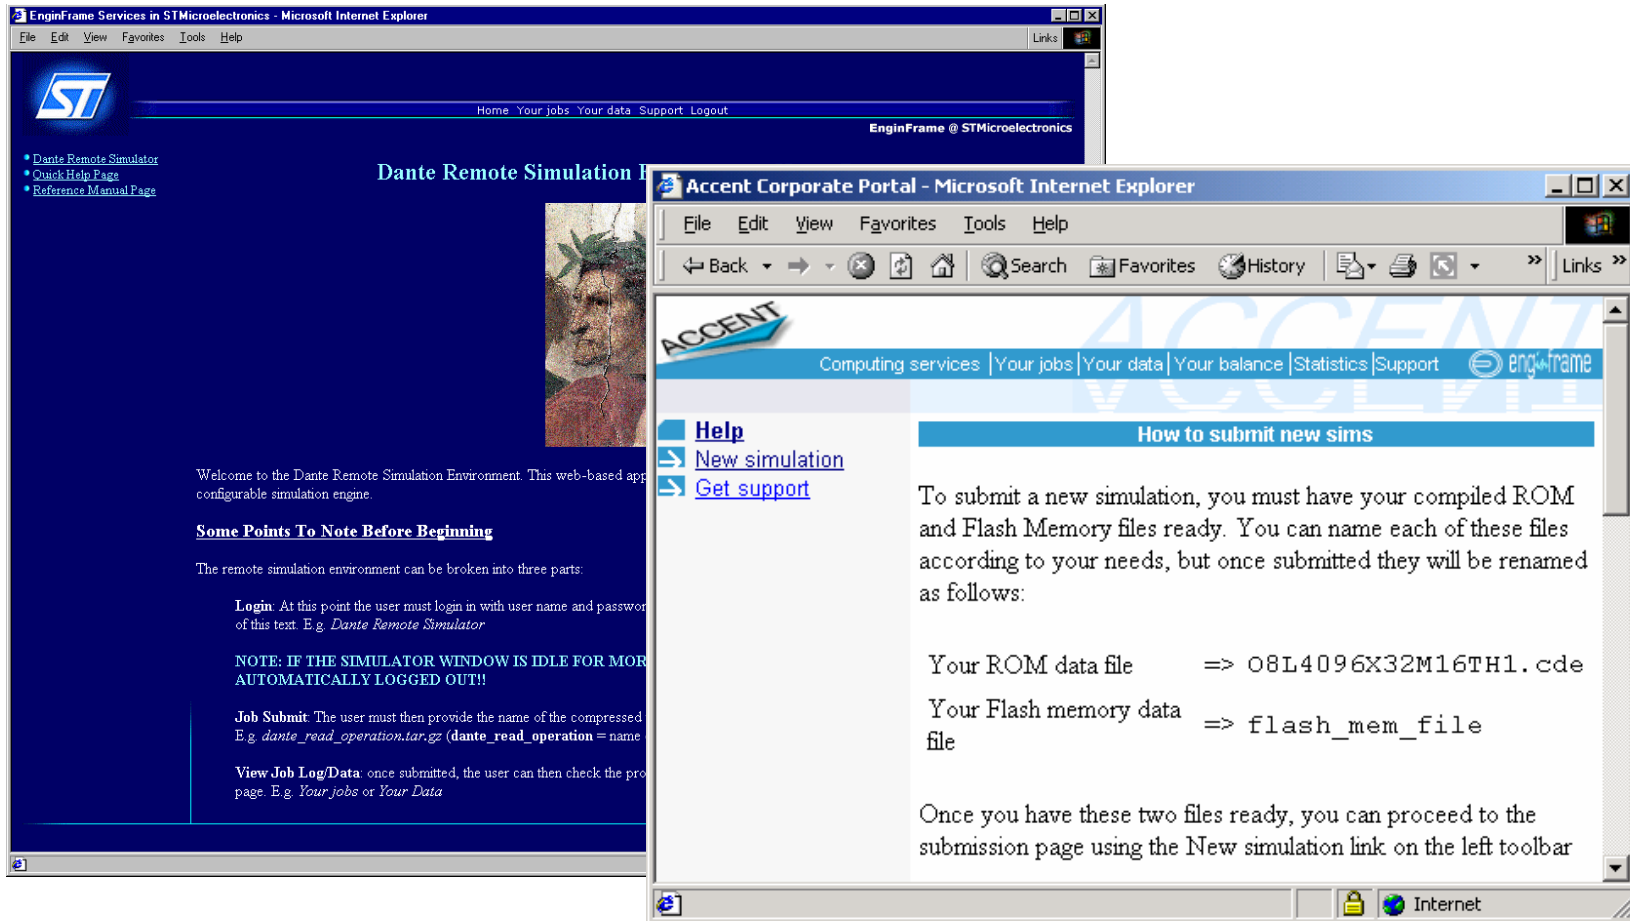 EnginFrame Services in STMicroelectronics - Microsoft Internet Explorer
File Edit View Favorites Tools Help
Links
ST
Home Your jobs Your data Support Logout
EnginFrame @ STMicroelectronics
Dante Remote Simulator
Quick Help Page
Reference Manual Page
Dante Remote Simulation
Welcome to the Dante Remote Simulation Environment. This web-based app
configurable simulation engine.
Some Points To Note Before Beginning
The remote simulation environment can be broken into three parts:
Login: At this point the user must login in with user name and passwor
of this text. E.g. Dante Remote Simulator
NOTE: IF THE SIMULATOR WINDOW IS IDLE FOR MOR
AUTOMATICALLY LOGGED OUT!!
Job Submit: The user must then provide the name of the compressed
E.g. dante_read_operation.tar.gz (dante_read_operation = name
View Job Log/Data: once submitted, the user can then check the pro
page. E.g. Your jobs or Your Data
Accent Corporate Portal - Microsoft Internet Explorer
File Edit View Favorites Tools Help
Back Search Favorites History » Links »
ACCENT
ACCENT
Computing services |Your jobs|Your data|Your balance|Statistics|Support
enginframe
Help
New simulation
Get support
How to submit new sims
To submit a new simulation, you must have your compiled ROM
and Flash Memory files ready. You can name each of these files
according to your needs, but once submitted they will be renamed
as follows:
Your ROM data file => O8L4096X32M16TH1.cde
Your Flash memory data
file => flash_mem_file
Once you have these two files ready, you can proceed to the
submission page using the New simulation link on the left toolbar
Internet